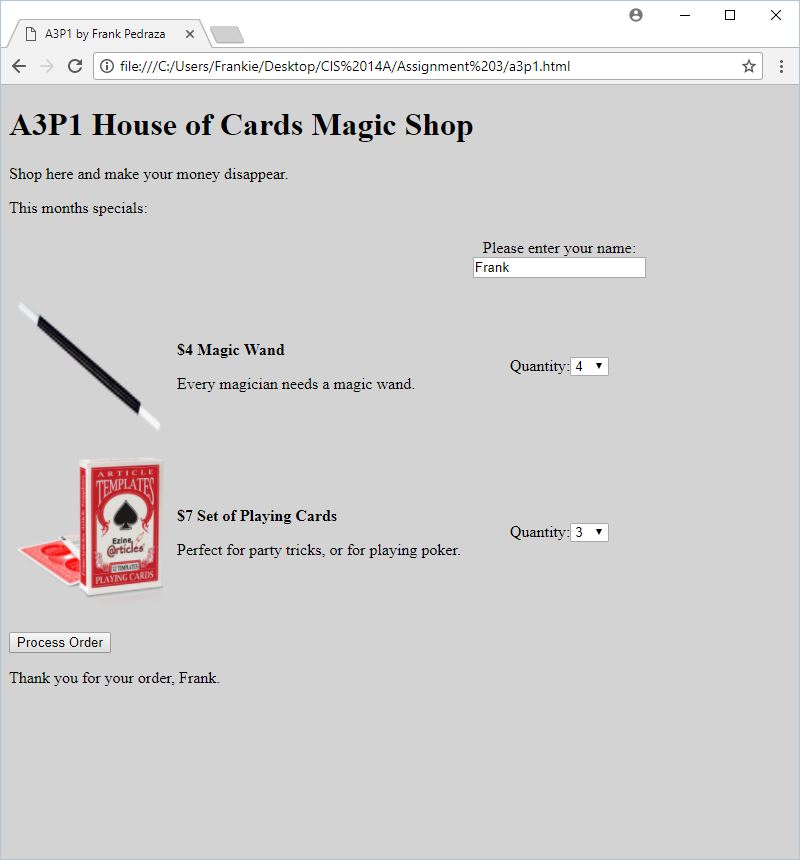 A3P1 by Frank Pedraza
file:///C:/Users/Frankie/Desktop/CIS%2014A/Assignment%203/a3p1.html
A3P1 House of Cards Magic Shop
Shop here and make your money disappear.
This months specials:
Please enter your name:
Frank
$4 Magic Wand
Every magician needs a magic wand.
Quantity: 4
ARTICLE
TEMPLATES
Ezine
@rticles
12 TEMPLATES
PLAYING CARDS
$7 Set of Playing Cards
Perfect for party tricks, or for playing poker.
Quantity: 3
Process Order
Thank you for your order, Frank.